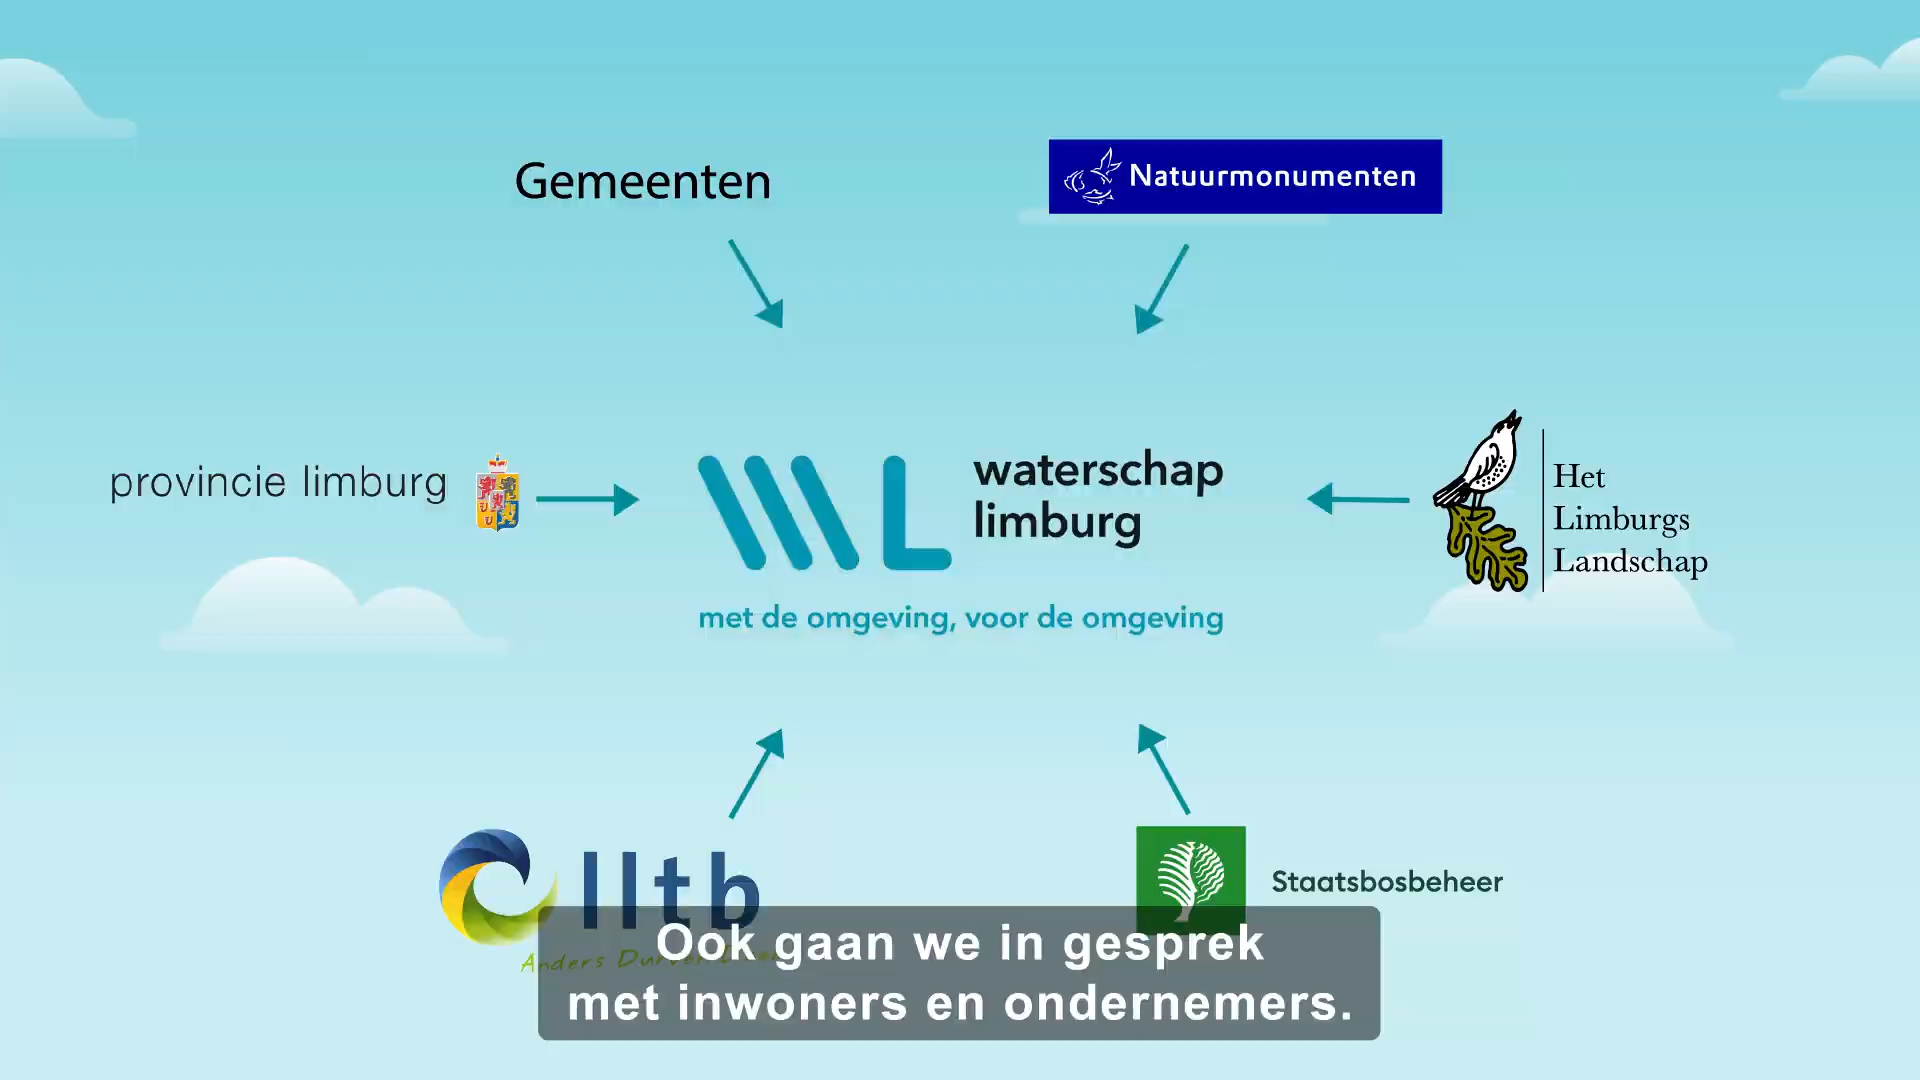 Gemeenten
Natuurmonumenten
provincie limburg
waterschap
limburg
met de omgeving, voor de omgeving
Het
Limburgs
Landschap
lltb
Anders
Staatsbosbeheer
Ook gaan we in gesprek
met inwoners en ondernemers.